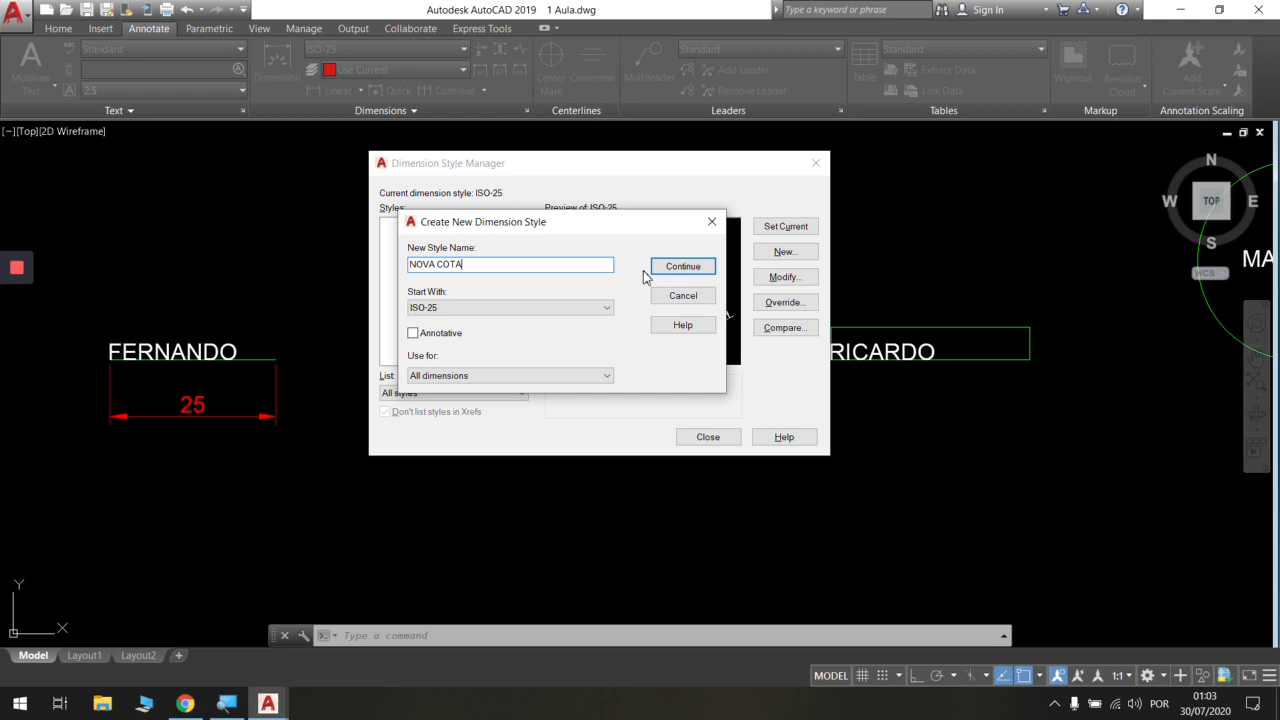 Autodesk AutoCAD 2019 1 Aula.dwg
Type a keyword or phrase
Sign In
Home Insert Annotate Parametric View Manage Output Collaborate Express Tools
Standard
ISO-25
Standard
Standard
Multiline
Text
Dimension
Use Current
Center
Mark
Centerline
Multileader
Add Leader
Table
Extract Data
Wipeout
Revision
Cloud
Add
Current Scale
2.5
Linear
Quick
Continue
Remove Leader
Link Data
Text
Dimensions
Centerlines
Leaders
Tables
Markup
Annotation Scaling
[−][Top][2D Wireframe]
Dimension Style Manager
Current dimension style: ISO-25
Styles:
Preview of: ISO-25
Set Current
New...
Modify...
Override...
Compare...
Create New Dimension Style
New Style Name:
NOVA COTA
Continue
Start With:
Cancel
ISO-25
Help
Annotative
Use for:
All dimensions
List:
All styles
Don't list styles in Xrefs
Close
Help
FERNANDO
25
RICARDO
MA
N
W
TOP
E
S
WCS
Y
X
Type a command
Model Layout1 Layout2 +
MODEL
1:1
POR
01:03
30/07/2020